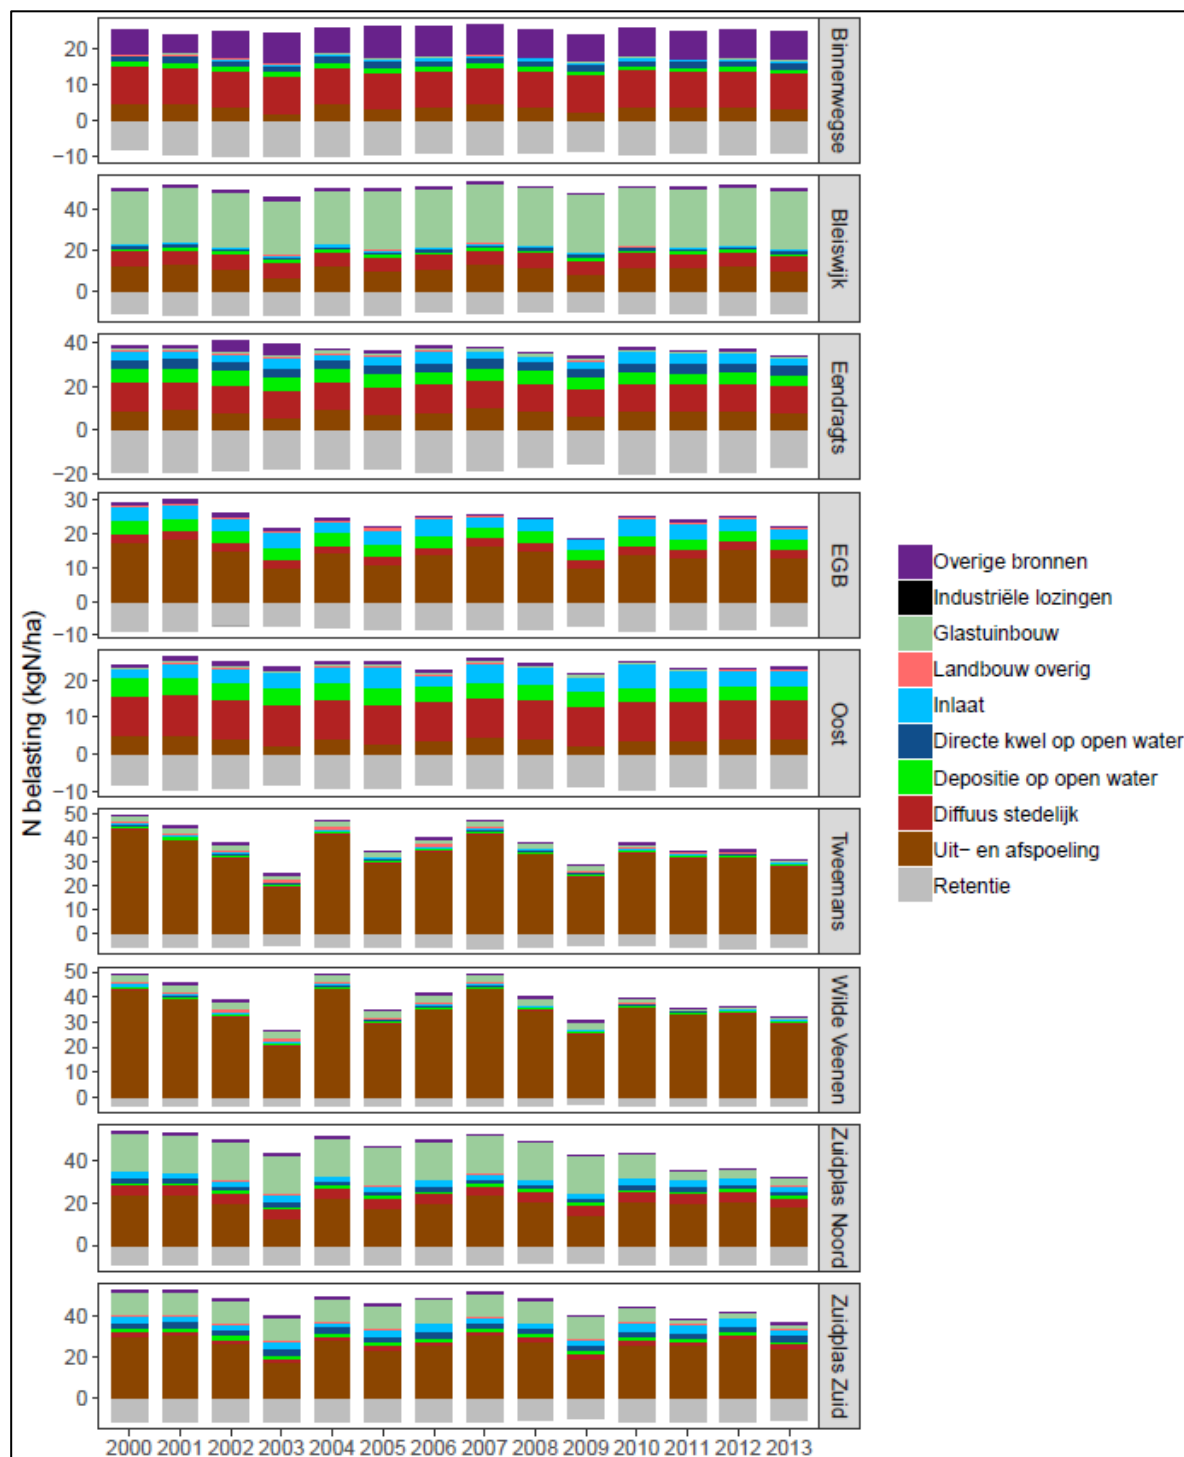 N belasting (kgN/ha)
20
10
0
−10
Binnenwegse
40
20
0
Bleiswijk
40
20
0
−20
Eendragts
30
20
10
0
−10
EGB
20
10
0
−10
Oost
50
40
30
20
10
0
Tweemans
50
40
30
20
10
0
Wilde Veenen
40
20
0
Zuidplas Noord
40
20
0
Zuidplas Zuid
2000 2001 2002 2003 2004 2005 2006 2007 2008 2009 2010 2011 2012 2013
Overige bronnen
Industriële lozingen
Glastuinbouw
Landbouw overig
Inlaat
Directe kwel op open water
Depositie op open water
Diffuus stedelijk
Uit− en afspoeling
Retentie